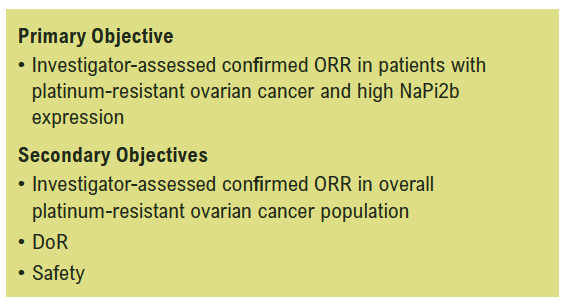 Primary Objective
• Investigator-assessed confirmed ORR in patients with
platinum-resistant ovarian cancer and high NaPi2b
expression
Secondary Objectives
• Investigator-assessed confirmed ORR in overall
platinum-resistant ovarian cancer population
• DoR
• Safety